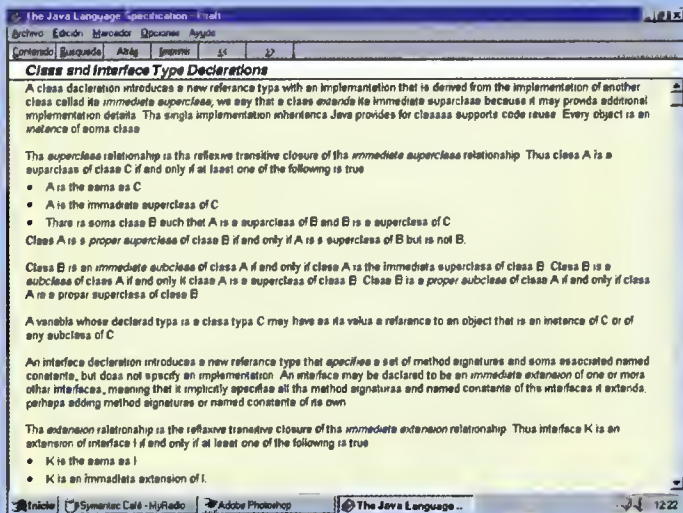 The Java Language Specification - Draft
Archivo Edición Marcador Opciones Ayuda
Contenido Búsqueda Atrás Imprimir << >>
Class and Interface Type Declarations
A class declaration introduces a new reference type with an implementation that is derived from the implementation of another
class called its immediate superclass, we say that a class extends its immediate superclass because it may provide additional
implementation details The single implementation inheritance Java provides for classes supports code reuse Every object is an
instance of some class
The superclass relationship is the reflexive transitive closure of the immediate superclass relationship Thus class A is a
superclass of class C if and only if at least one of the following is true
• A is the same as C
• A is the immediate superclass of C
• There is some class B such that A is a superclass of B and B is a superclass of C
Class A is a proper superclass of class B if and only if A is a superclass of B but is not B.
Class B is an immediate subclass of class A if and only if class A is the immediate superclass of class B Class B is a
subclass of class A if and only if class A is a superclass of class B Class B is a proper subclass of class A if and only if class
A is a proper superclass of class B
A variable whose declared type is a class type C may have as its value a reference to an object that is an instance of C or of
any subclass of C
An interface declaration introduces a new reference type that specifies a set of method signatures and some associated named
constants, but does not specify an implementation An interface may be declared to be an immediate extension of one or more
other interfaces, meaning that it implicitly specifies all the method signatures and named constants of the interfaces it extends,
perhaps adding method signatures or named constants of its own
The extension relationship is the reflexive transitive closure of the immediate extension relationship Thus interface K is an
extension of interface I if and only if at least one of the following is true
• K is the same as I
• K is an immediate extension of I.
Inicio Symantec Café - MyRado Adobe Photoshop The Java Language .. 12:22